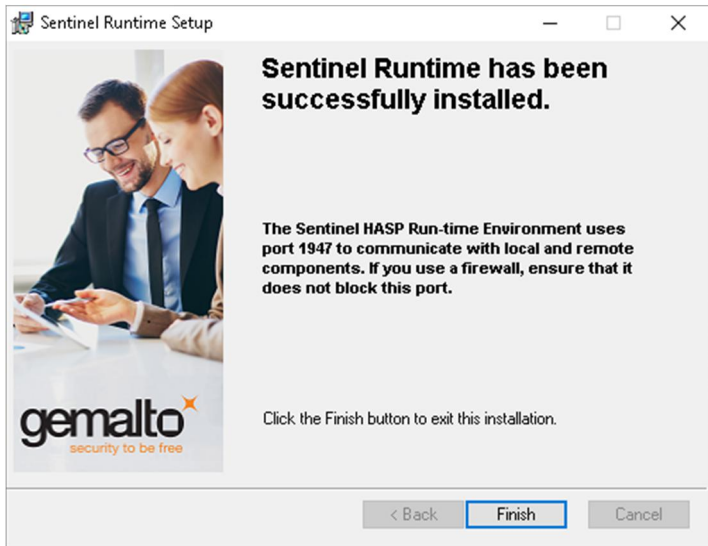 Sentinel Runtime Setup
Sentinel Runtime has been
successfully installed.
The Sentinel HASP Run-time Environment uses
port 1947 to communicate with local and remote
components. If you use a firewall, ensure that it
does not block this port.
gemalto
security to be free
Click the Finish button to exit this installation.
< Back
Finish
Cancel